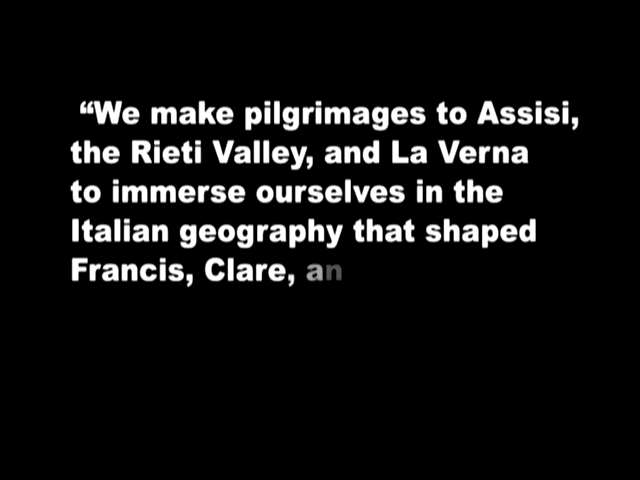 “We make pilgrimages to Assisi,
the Rieti Valley, and La Verna
to immerse ourselves in the
Italian geography that shaped
Francis, Clare, an